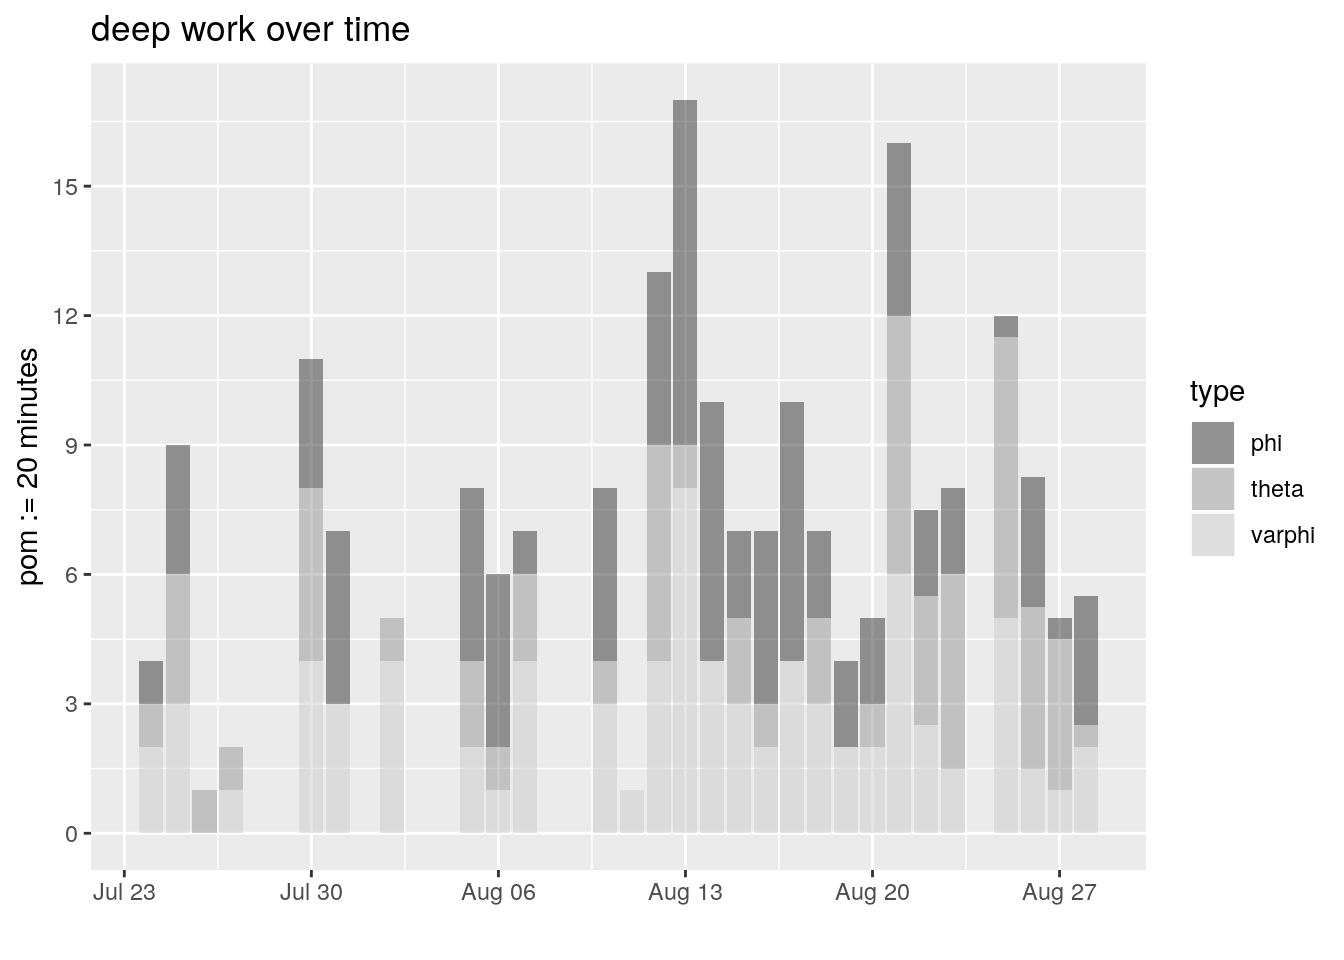 deep work over time
pom := 20 minutes
15
12
9
6
3
0
Jul 23 Jul 30 Aug 06 Aug 13 Aug 20 Aug 27
type
phi
theta
varphi